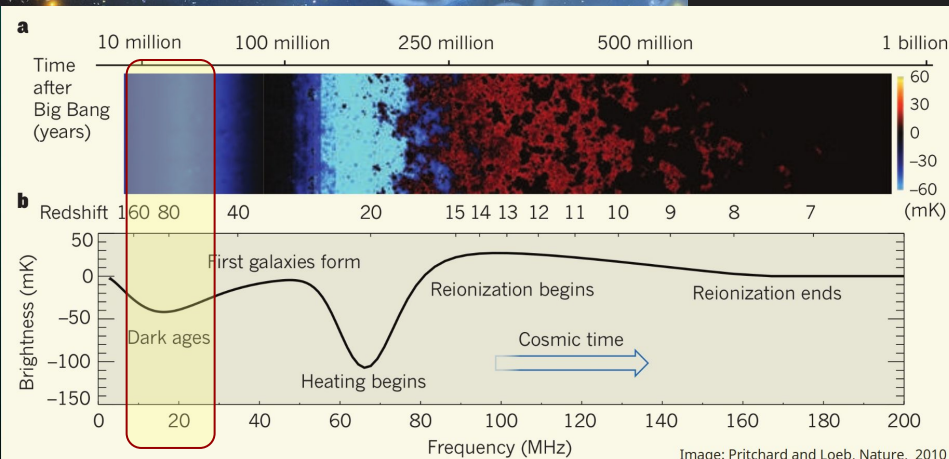 a
10 million 100 million 250 million 500 million 1 billion
Time
after
Big Bang
(years)
60
30
0
−30
−60
(mK)
b
Redshift 160 80 40 20 15 14 13 12 11 10 9 8 7
Brightness (mK)
50
0
−50
−100
−150
First galaxies form
Reionization begins
Reionization ends
Dark ages
Cosmic time
Heating begins
0 20 40 60 80 100 120 140 160 180 200
Frequency (MHz)
Image: Pritchard and Loeb, Nature, 2010